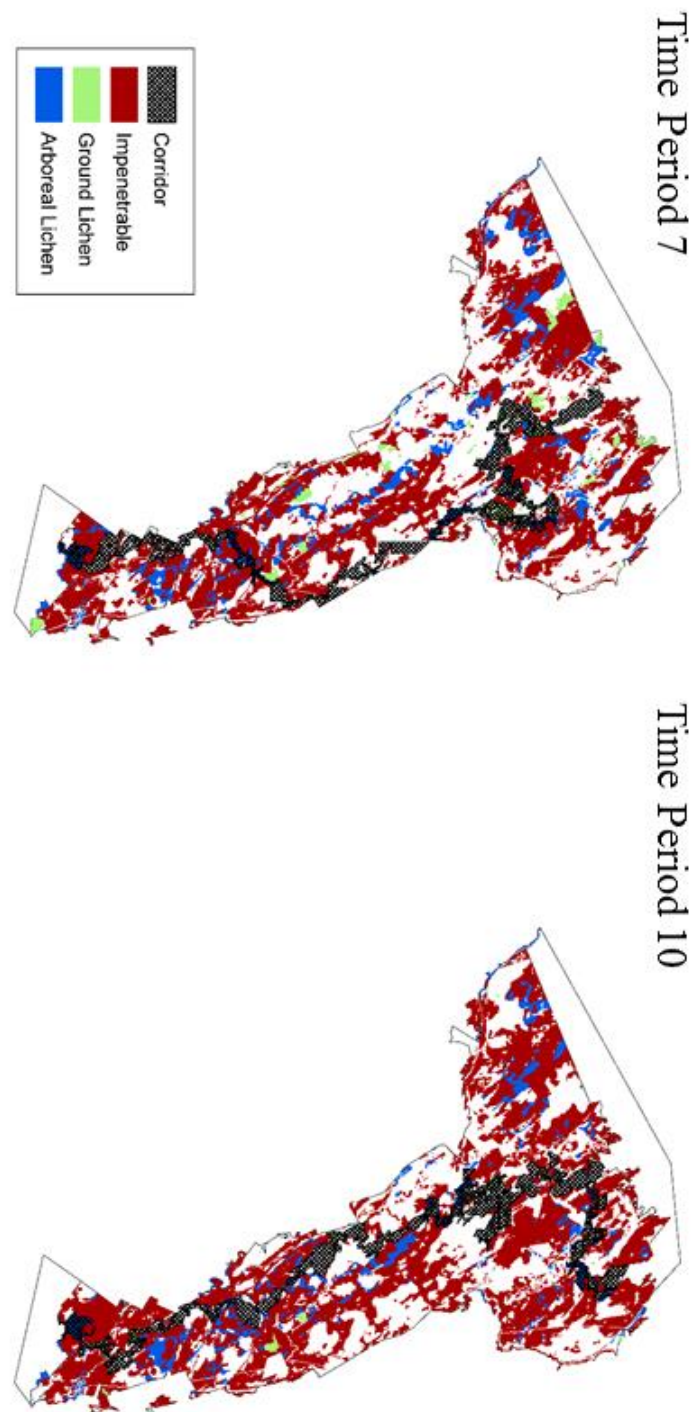 Time Period 7
Time Period 10
Corridor
Impenetrable
Ground Lichen
Arboreal Lichen